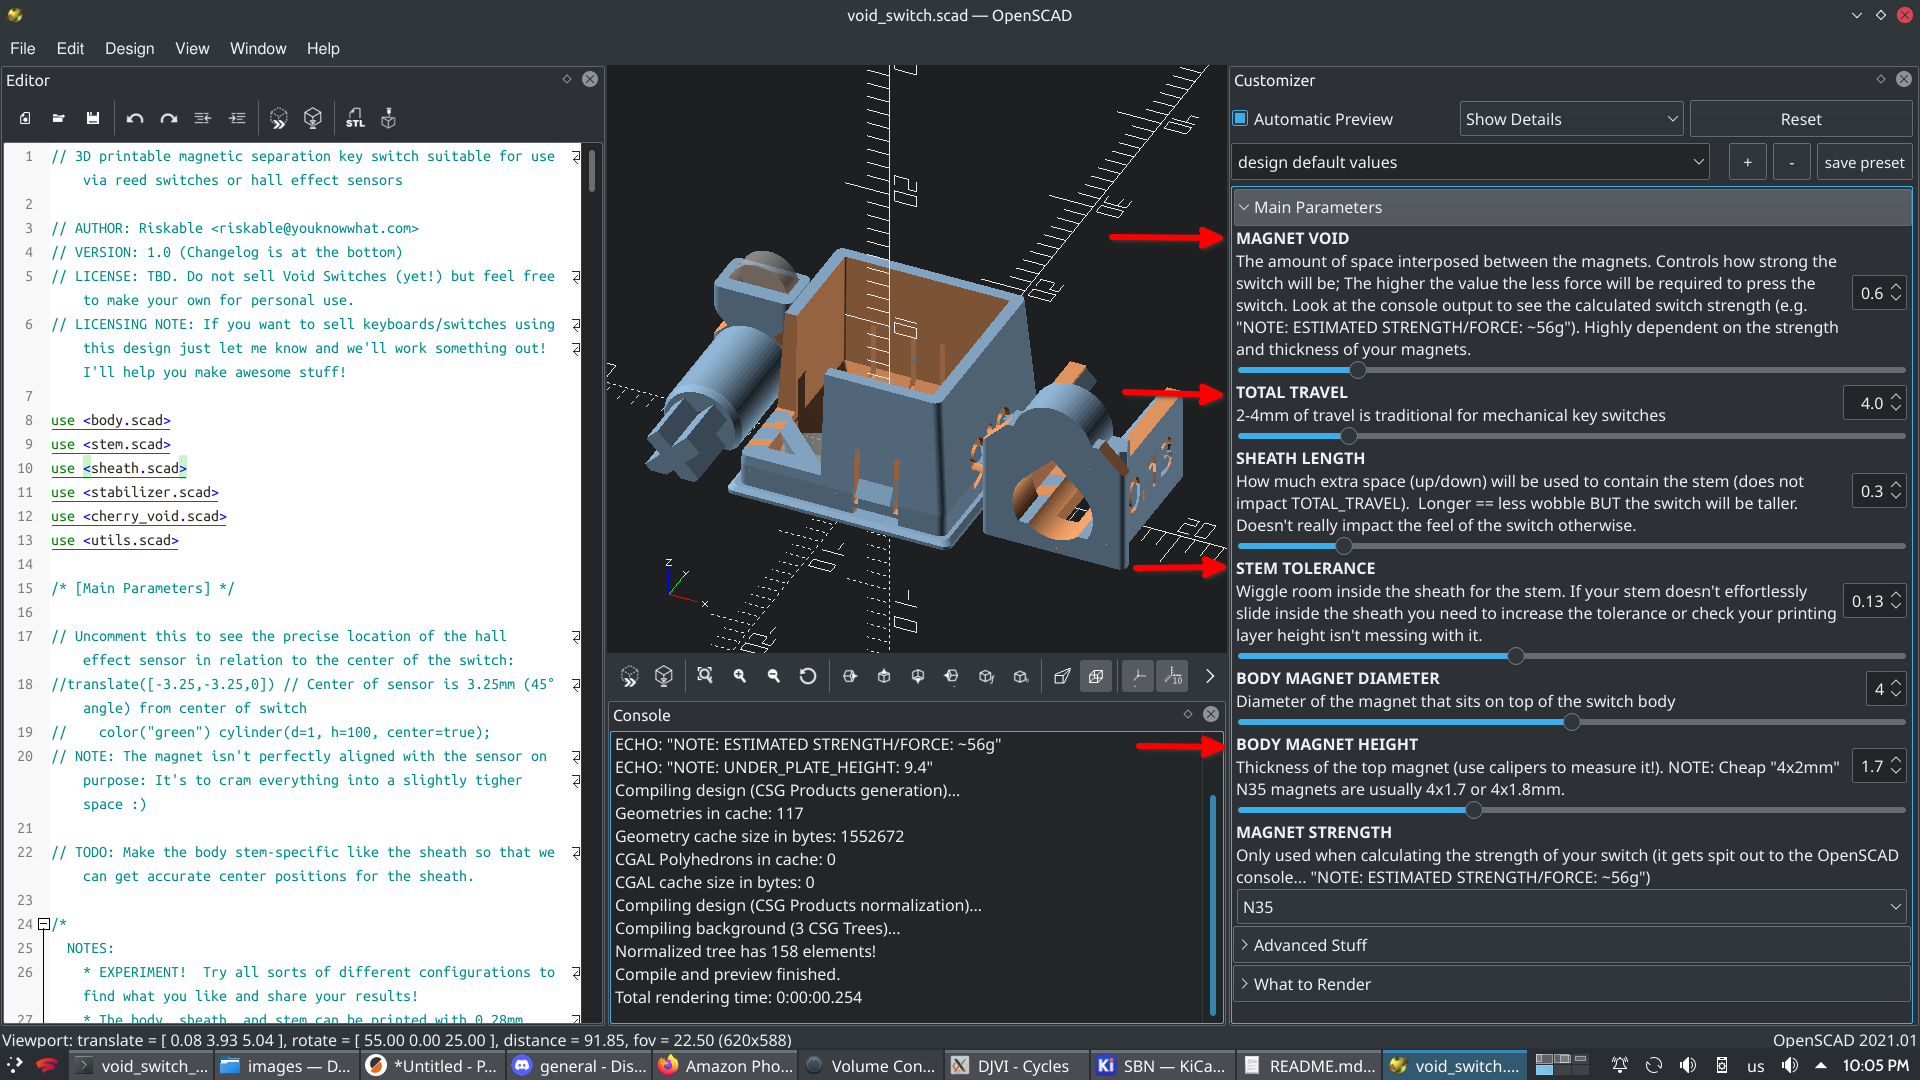 void_switch.scad — OpenSCAD
File Edit Design View Window Help
Editor
STL
1 // 3D printable magnetic separation key switch suitable for use
via reed switches or hall effect sensors
2
3 // AUTHOR: Riskable <riskable@youknowwhat.com>
4 // VERSION: 1.0 (Changelog is at the bottom)
5 // LICENSE: TBD. Do not sell Void Switches (yet!) but feel free
to make your own for personal use.
6 // LICENSING NOTE: If you want to sell keyboards/switches using
this design just let me know and we'll work something out!
I'll help you make awesome stuff!
7
8 use <body.scad>
9 use <stem.scad>
10 use <sheath.scad>
11 use <stabilizer.scad>
12 use <cherry_void.scad>
13 use <utils.scad>
14
15 /* [Main Parameters] */
16
17 // Uncomment this to see the precise location of the hall
effect sensor in relation to the center of the switch:
18 //translate([-3.25,-3.25,0]) // Center of sensor is 3.25mm (45°
angle) from center of switch
19 //    color("green") cylinder(d=1, h=100, center=true);
20 // NOTE: The magnet isn't perfectly aligned with the sensor on
purpose: It's to cram everything into a slightly tigher
space :)
21
22 // TODO: Make the body stem-specific like the sheath so that we
can get accurate center positions for the sheath.
23
24 /*
25 NOTES:
26 * EXPERIMENT!  Try all sorts of different configurations to
find what you like and share your results!
27 * The body, sheath, and stem can be printed with 0.28mm
z
Y
x
10
Console
ECHO: "NOTE: ESTIMATED STRENGTH/FORCE: ~56g"
ECHO: "NOTE: UNDER_PLATE_HEIGHT: 9.4"
Compiling design (CSG Products generation)...
Geometries in cache: 117
Geometry cache size in bytes: 1552672
CGAL Polyhedrons in cache: 0
CGAL cache size in bytes: 0
Compiling design (CSG Products normalization)...
Compiling background (3 CSG Trees)...
Normalized tree has 158 elements!
Compile and preview finished.
Total rendering time: 0:00:00.254
Customizer
Automatic Preview Show Details Reset
design default values + - save preset
Main Parameters
MAGNET VOID
The amount of space interposed between the magnets. Controls how strong the
switch will be; The higher the value the less force will be required to press the
switch. Look at the console output to see the calculated switch strength (e.g.
"NOTE: ESTIMATED STRENGTH/FORCE: ~56g"). Highly dependent on the strength
and thickness of your magnets.
0.6
TOTAL TRAVEL
2-4mm of travel is traditional for mechanical key switches
4.0
SHEATH LENGTH
How much extra space (up/down) will be used to contain the stem (does not
impact TOTAL_TRAVEL).  Longer == less wobble BUT the switch will be taller.
Doesn't really impact the feel of the switch otherwise.
0.3
STEM TOLERANCE
Wiggle room inside the sheath for the stem. If your stem doesn't effortlessly
slide inside the sheath you need to increase the tolerance or check your printing
layer height isn't messing with it.
0.13
BODY MAGNET DIAMETER
Diameter of the magnet that sits on top of the switch body
4
BODY MAGNET HEIGHT
Thickness of the top magnet (use calipers to measure it!). NOTE: Cheap "4x2mm"
N35 magnets are usually 4x1.7 or 4x1.8mm.
1.7
MAGNET STRENGTH
Only used when calculating the strength of your switch (it gets spit out to the OpenSCAD
console... "NOTE: ESTIMATED STRENGTH/FORCE: ~56g")
N35
Advanced Stuff
What to Render
Viewport: translate = [ 0.08 3.93 5.04 ], rotate = [ 55.00 0.00 25.00 ], distance = 91.85, fov = 22.50 (620x588)
OpenSCAD 2021.01
void_switch_... images — D... *Untitled - P... general - Dis... Amazon Pho... Volume Con... DJVI - Cycles SBN — KiCa... README.md... void_switch.... us 10:05 PM